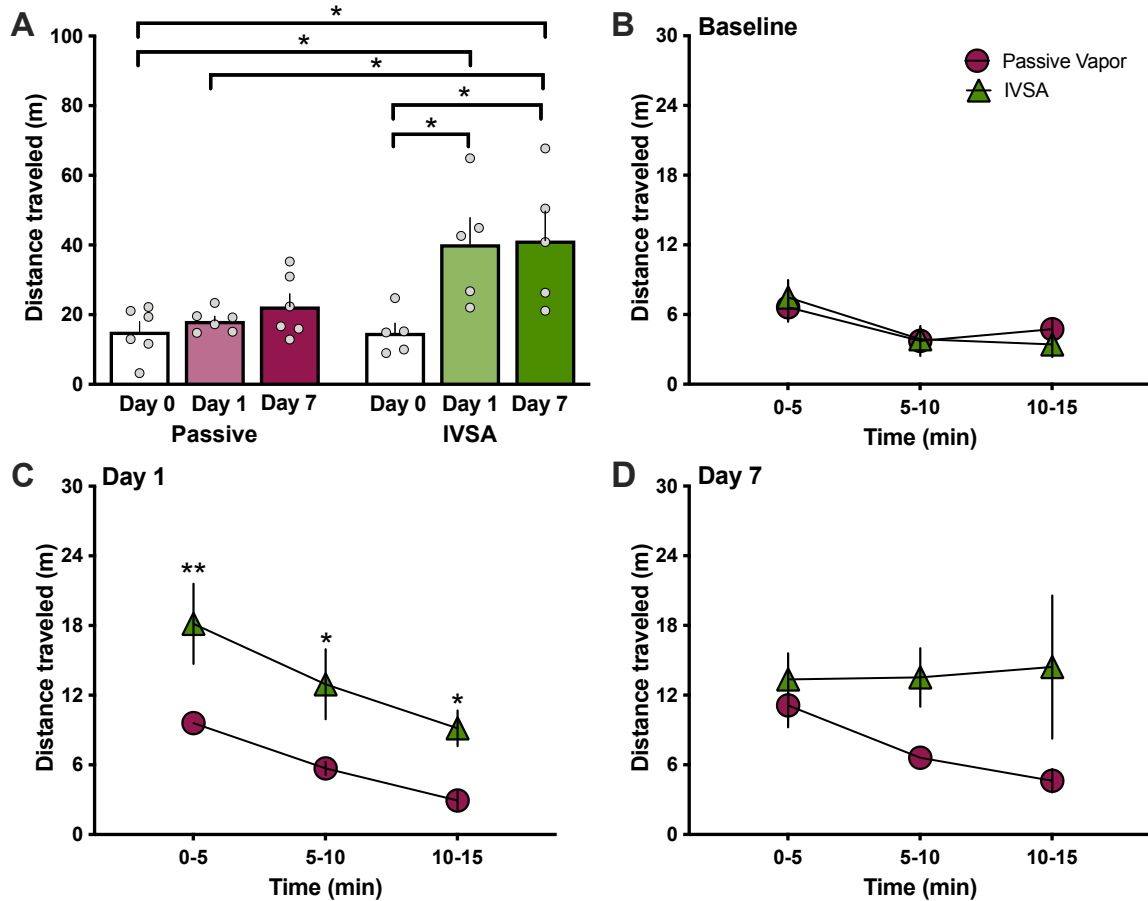 A
Distance traveled (m)
100
80
60
40
20
0
*
*
*
*
*
Day 0 Day 1 Day 7 Day 0 Day 1 Day 7
Passive IVSA
B Baseline
Distance traveled (m)
30
24
18
12
6
0
Passive Vapor
IVSA
0-5 5-10 10-15
Time (min)
C Day 1
Distance traveled (m)
30
24
18
12
6
0
**
*
*
0-5 5-10 10-15
Time (min)
D Day 7
Distance traveled (m)
30
24
18
12
6
0
0-5 5-10 10-15
Time (min)